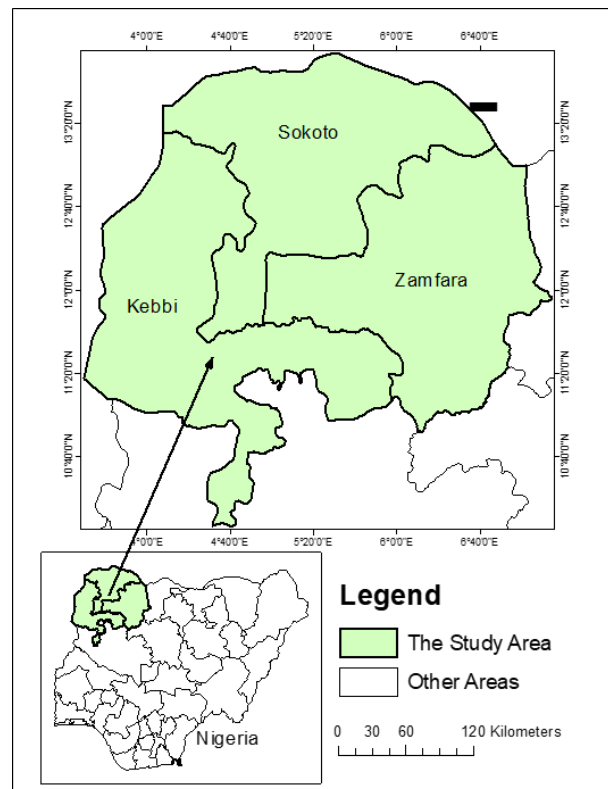 4°0'0"E 4°40'0"E 5°20'0"E 6°0'0"E 6°40'0"E
13°20'0"N 13°20'0"N
Sokoto
12°40'0"N 12°40'0"N
Zamfara
Kebbi
12°0'0"N 12°0'0"N
11°20'0"N 11°20'0"N
10°40'0"N 10°40'0"N
4°0'0"E 4°40'0"E 5°20'0"E 6°0'0"E 6°40'0"E
Legend
The Study Area
Other Areas
0 30 60 120 Kilometers
Nigeria